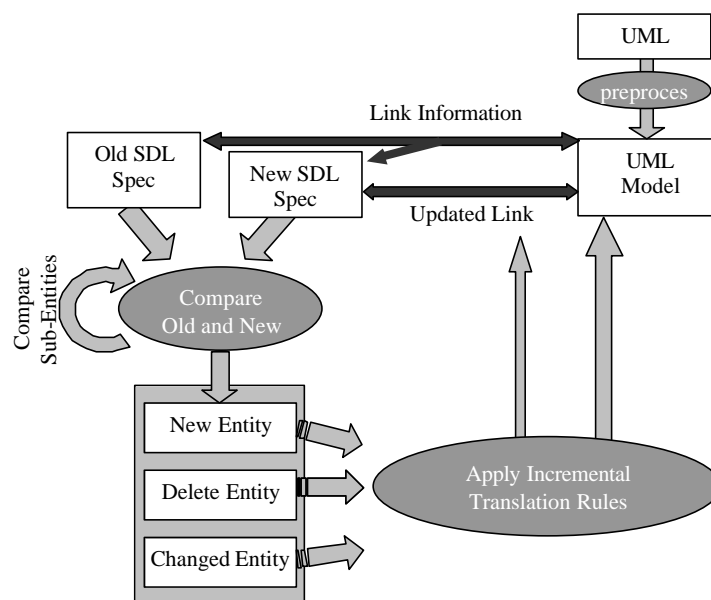 UML
preproces
Link Information
Old SDL
Spec
New SDL
Spec
UML
Model
Updated Link
Compare
Sub-Entities
Compare
Old and New
New Entity
Delete Entity
Changed Entity
Apply Incremental
Translation Rules